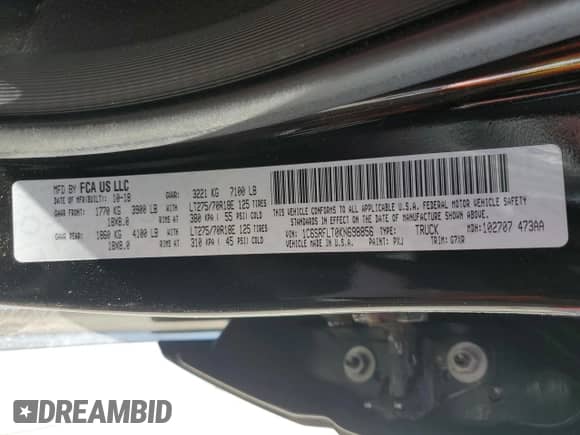 MFD BY FCA US LLC
DATE OF MFR/BUILT: 10-18 GVWR: 3221 KG 7100 LB
GAWR FRONT: 1770 KG 3900 LB WITH LT275/70R18E 125 TIRES
18X8.0 RIMS AT 380 KPA/ 55 PSI COLD
GAWR REAR: 1860 KG 4100 LB WITH LT275/70R18E 125 TIRES
18X8.0 RIMS AT 310 KPA/ 45 PSI COLD
THIS VEHICLE CONFORMS TO ALL APPLICABLE U.S.A. FEDERAL MOTOR VEHICLE SAFETY
STANDARDS IN EFFECT ON THE DATE OF MANUFACTURE SHOWN ABOVE.
VIN: 1C6SRFLT0KN698856 TYPE: TRUCK MDH: 102707 473AA
MADE IN U.S.A. PAINT: PXJ TRIM: G7XR
DREAMBID